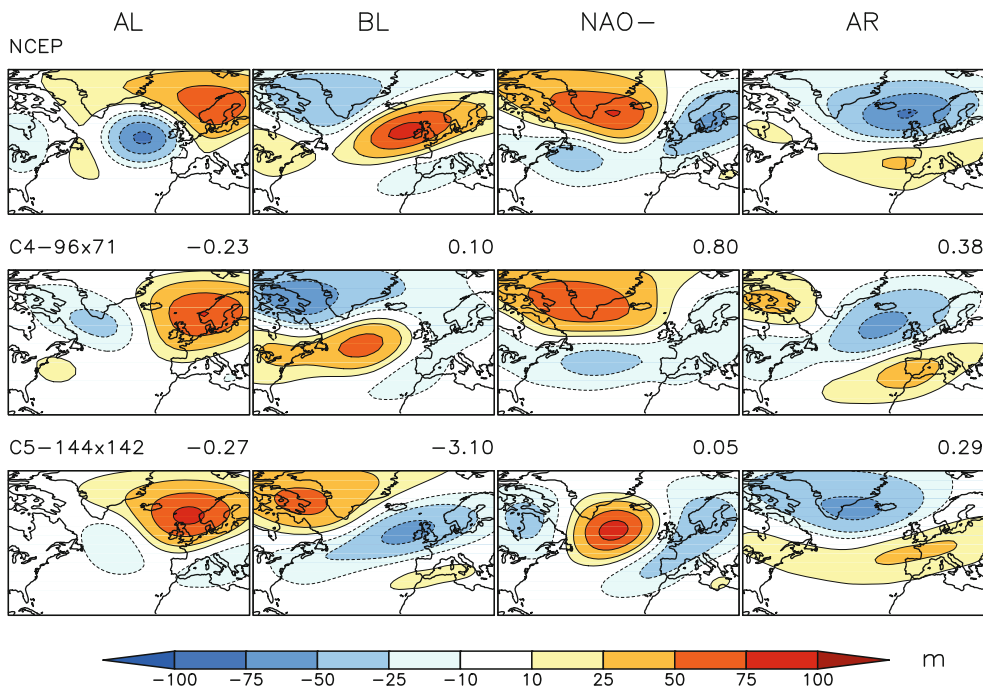 AL BL NAO− AR
NCEP
C4−96x71 −0.23 0.10 0.80 0.38
C5−144x142 −0.27 −3.10 0.05 0.29
−100 −75 −50 −25 −10 10 25 50 75 100 m